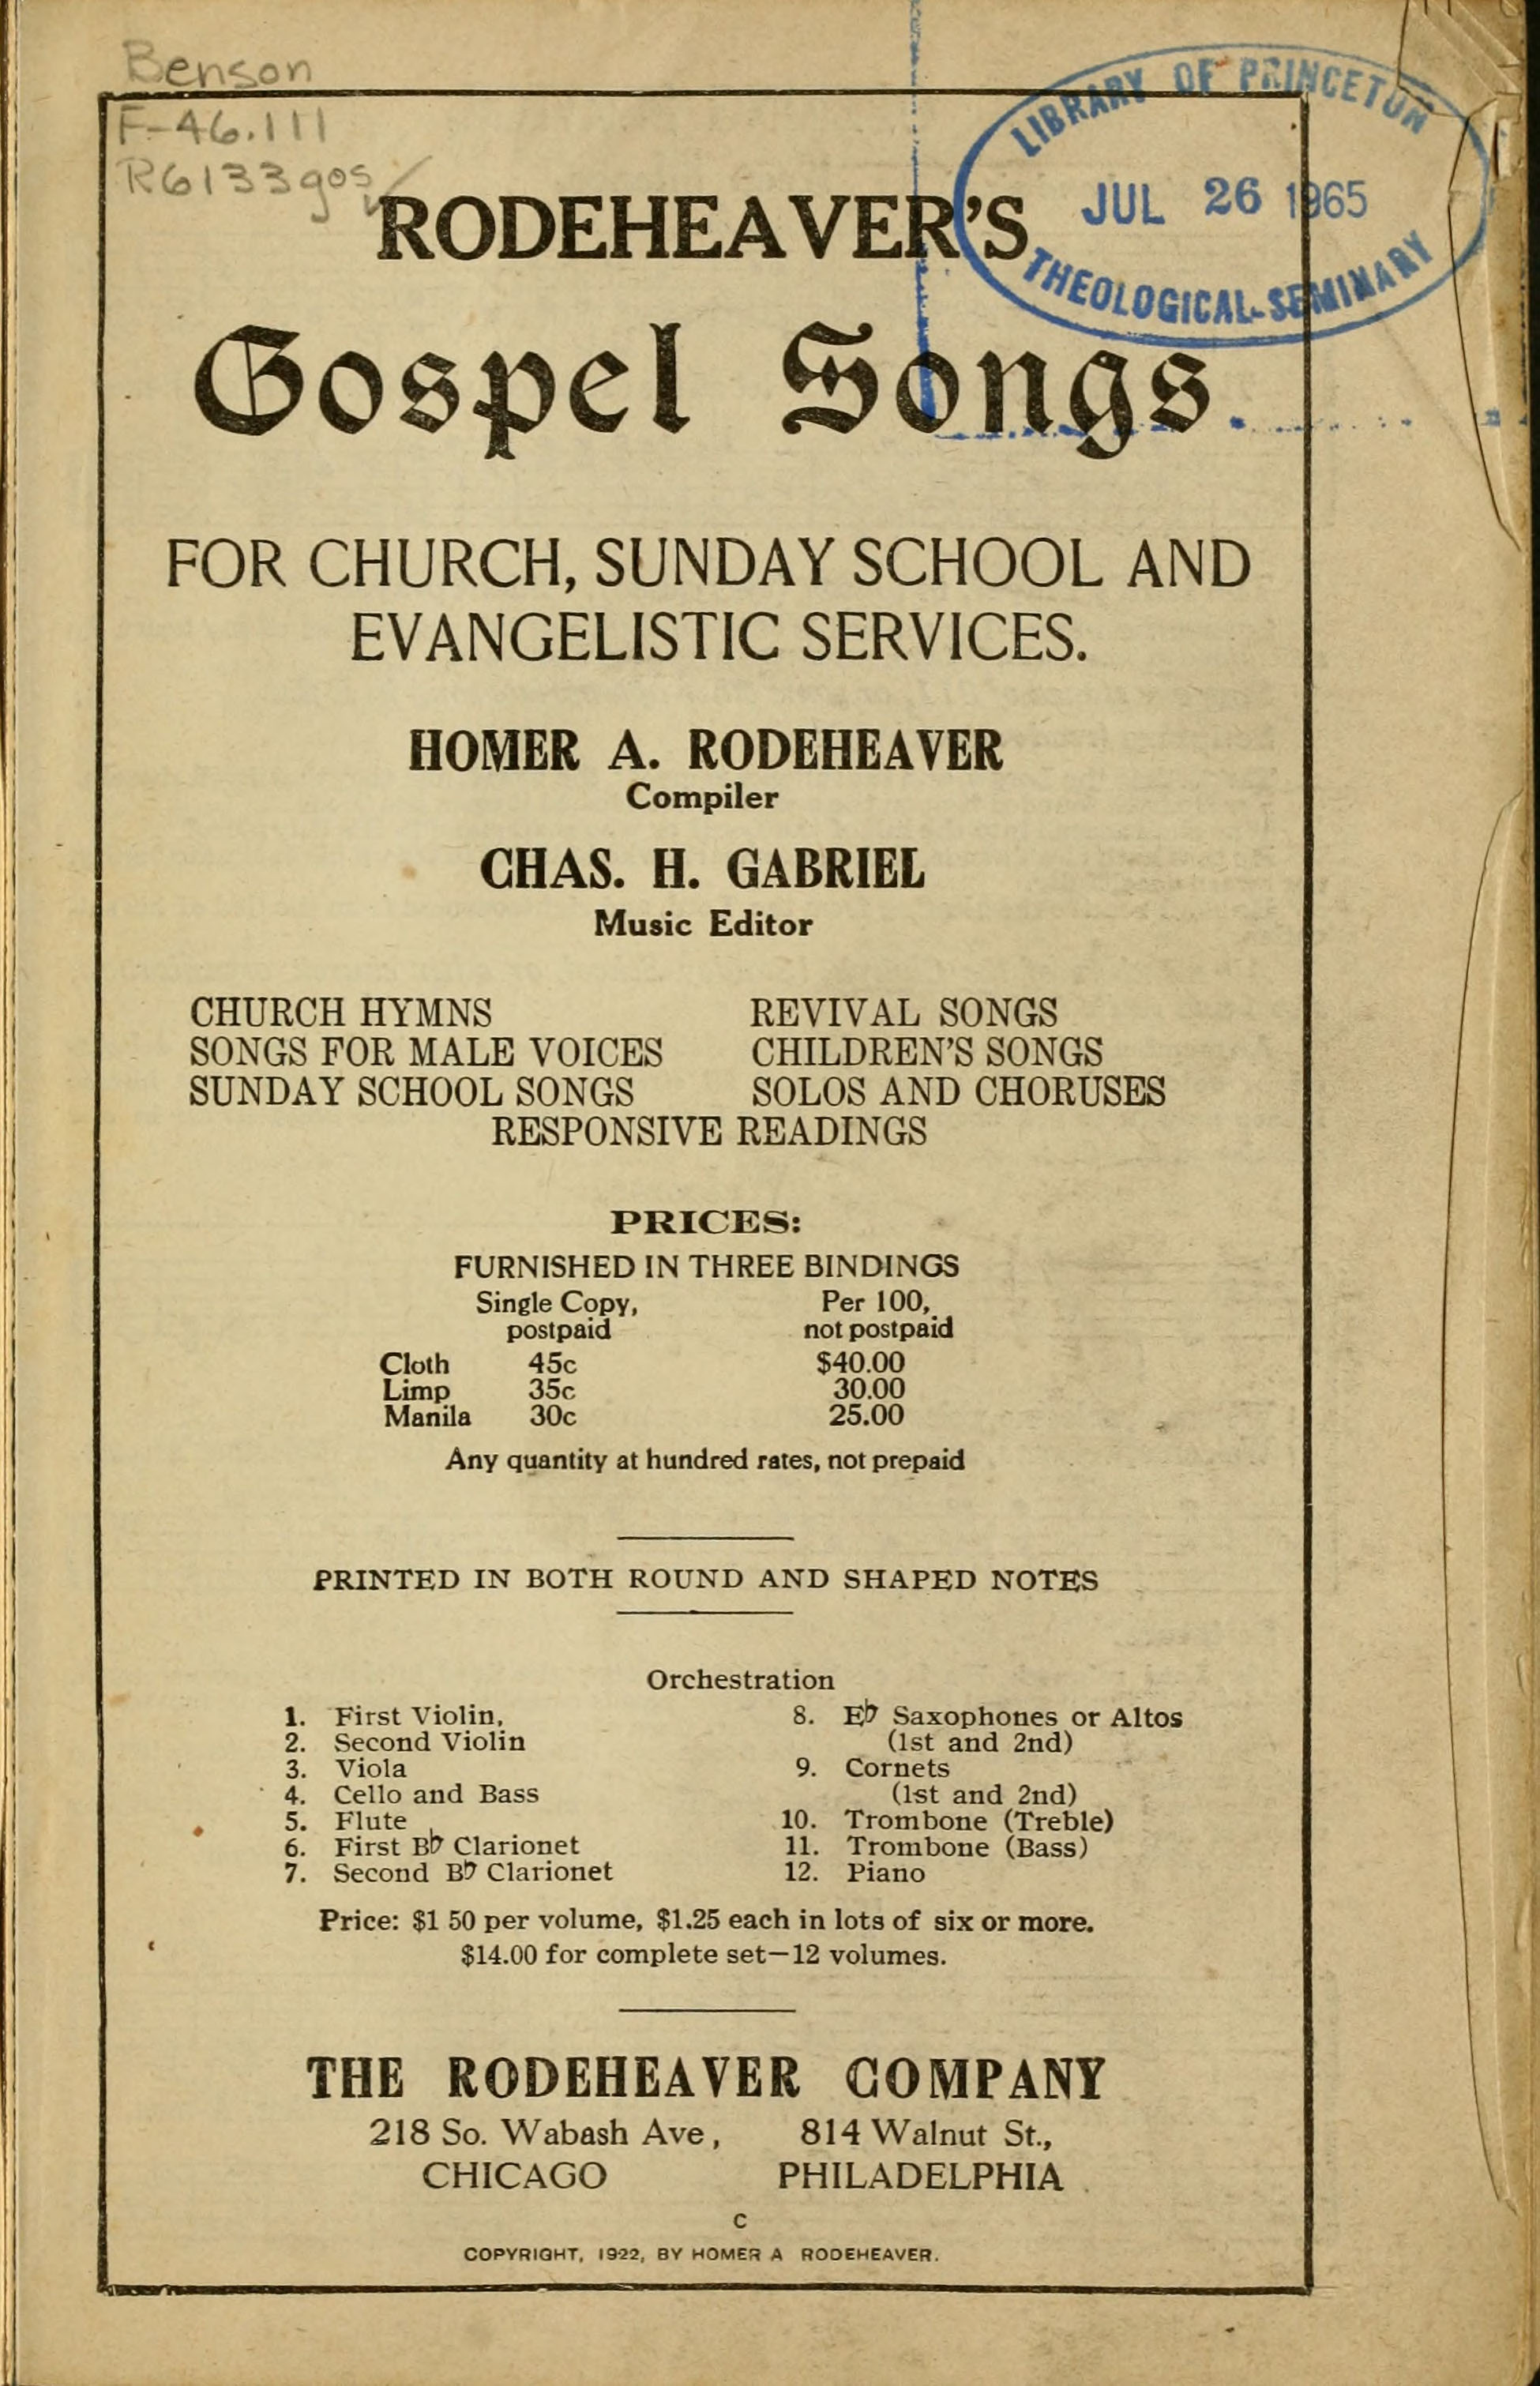 Benson
F-46.111
R6133gos
LIBRARY OF PRINCETON
JUL 26 1965
THEOLOGICAL SEMINARY
RODEHEAVER'S
Gospel Songs
FOR CHURCH, SUNDAY SCHOOL AND
EVANGELISTIC SERVICES.
HOMER A. RODEHEAVER
Compiler
CHAS. H. GABRIEL
Music Editor
CHURCH HYMNS REVIVAL SONGS
SONGS FOR MALE VOICES CHILDREN'S SONGS
SUNDAY SCHOOL SONGS SOLOS AND CHORUSES
RESPONSIVE READINGS
PRICES:
FURNISHED IN THREE BINDINGS
Single Copy, Per 100,
postpaid not postpaid
Cloth 45c $40.00
Limp 35c 30.00
Manila 30c 25.00
Any quantity at hundred rates, not prepaid
PRINTED IN BOTH ROUND AND SHAPED NOTES
Orchestration
1. First Violin, 8. E♭ Saxophones or Altos
2. Second Violin (1st and 2nd)
3. Viola 9. Cornets
4. Cello and Bass (1st and 2nd)
5. Flute 10. Trombone (Treble)
6. First B♭ Clarionet 11. Trombone (Bass)
7. Second B♭ Clarionet 12. Piano
Price: $1 50 per volume, $1.25 each in lots of six or more.
$14.00 for complete set—12 volumes.
THE RODEHEAVER COMPANY
218 So. Wabash Ave, 814 Walnut St.,
CHICAGO PHILADELPHIA
C
COPYRIGHT, 1922, BY HOMER A RODEHEAVER.